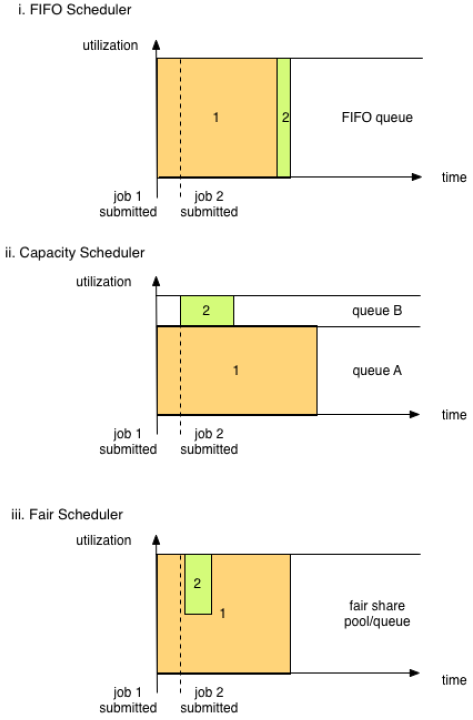 i. FIFO Scheduler
utilization
1
2
FIFO queue
time
job 1
submitted
job 2
submitted
ii. Capacity Scheduler
utilization
2
queue B
1
queue A
time
job 1
submitted
job 2
submitted
iii. Fair Scheduler
utilization
2
1
fair share
pool/queue
time
job 1
submitted
job 2
submitted